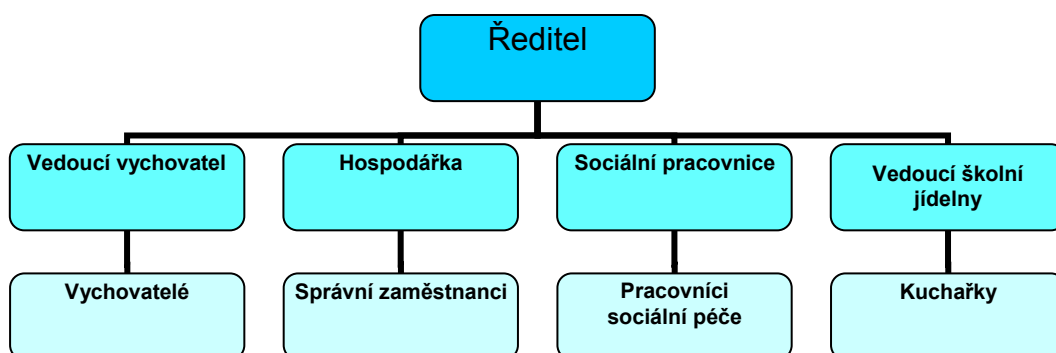 Ředitel
Vedoucí vychovatel
Hospodářka
Sociální pracovnice
Vedoucí školní
jídelny
Vychovatelé
Správní zaměstnanci
Pracovníci
sociální péče
Kuchařky